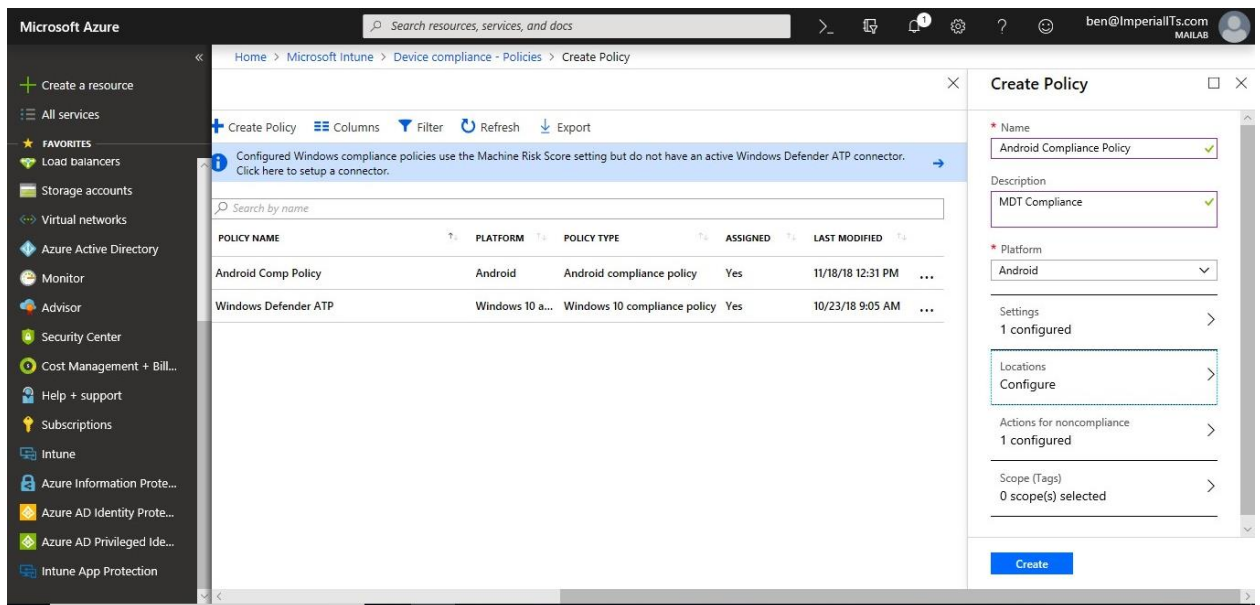 Microsoft Azure
Search resources, services, and docs
ben@ImperialITs.com
MAILAB
Home > Microsoft Intune > Device compliance - Policies > Create Policy
Create a resource
All services
FAVORITES
Load balancers
Storage accounts
Virtual networks
Azure Active Directory
Monitor
Advisor
Security Center
Cost Management + Bill...
Help + support
Subscriptions
Intune
Azure Information Prote...
Azure AD Identity Prote...
Azure AD Privileged Ide...
Intune App Protection
Create Policy Columns Filter Refresh Export
Configured Windows compliance policies use the Machine Risk Score setting but do not have an active Windows Defender ATP connector.
Click here to setup a connector.
Search by name
POLICY NAME PLATFORM POLICY TYPE ASSIGNED LAST MODIFIED
Android Comp Policy Android Android compliance policy Yes 11/18/18 12:31 PM ...
Windows Defender ATP Windows 10 a... Windows 10 compliance policy Yes 10/23/18 9:05 AM ...
Create Policy
* Name
Android Compliance Policy
Description
MDT Compliance
* Platform
Android
Settings
1 configured
Locations
Configure
Actions for noncompliance
1 configured
Scope (Tags)
0 scope(s) selected
Create